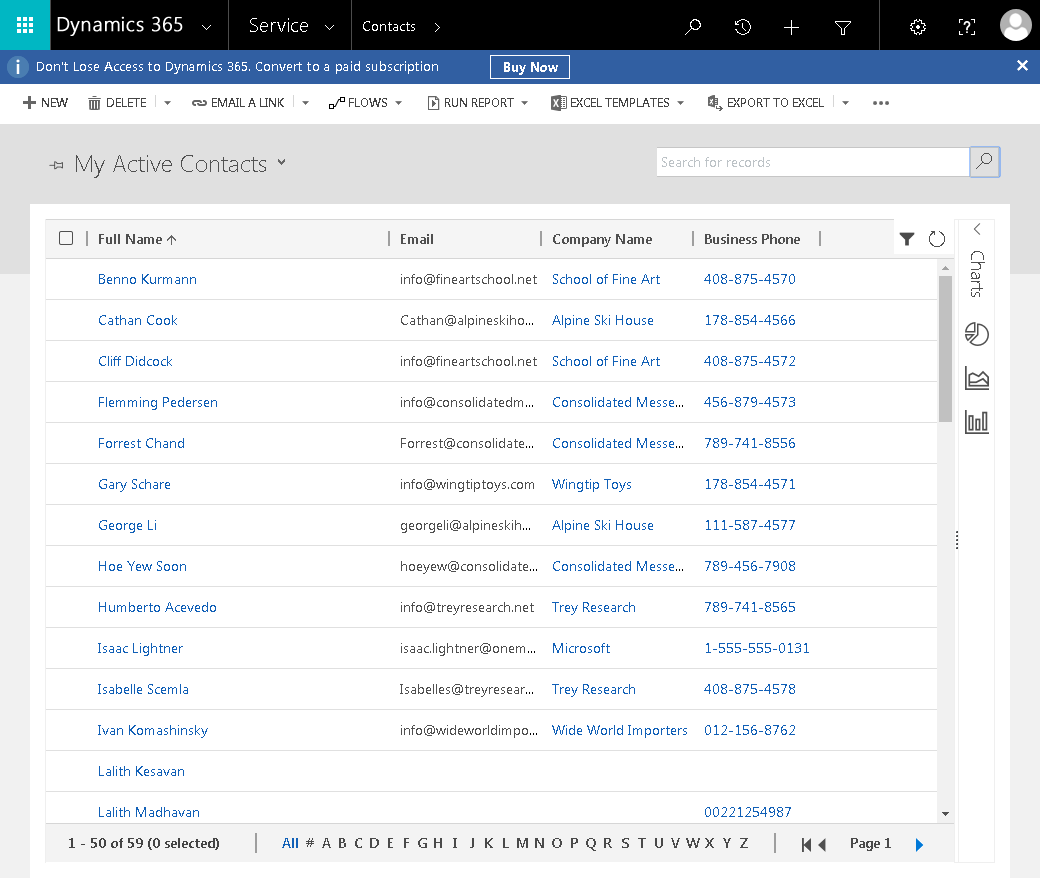 Dynamics 365 Service Contacts
Don't Lose Access to Dynamics 365. Convert to a paid subscription Buy Now
NEW DELETE EMAIL A LINK FLOWS RUN REPORT EXCEL TEMPLATES EXPORT TO EXCEL
My Active Contacts Search for records
Full Name Email Company Name Business Phone
Charts
Benno Kurmann info@fineartschool.net School of Fine Art 408-875-4570
Cathan Cook Cathan@alpineskiho... Alpine Ski House 178-854-4566
Cliff Didcock info@fineartschool.net School of Fine Art 408-875-4572
Flemming Pedersen info@consolidatedm... Consolidated Messe... 456-879-4573
Forrest Chand Forrest@consolidate... Consolidated Messe... 789-741-8556
Gary Schare info@wingtiptoys.com Wingtip Toys 178-854-4571
George Li georgeli@alpineskih... Alpine Ski House 111-587-4577
Hoe Yew Soon hoeyew@consolidate... Consolidated Messe... 789-456-7908
Humberto Acevedo info@treyresearch.net Trey Research 789-741-8565
Isaac Lightner isaac.lightner@onem... Microsoft 1-555-555-0131
Isabelle Scemla Isabelles@treyresear... Trey Research 408-875-4578
Ivan Komashinsky info@wideworldimpo... Wide World Importers 012-156-8762
Lalith Kesavan
Lalith Madhavan 00221254987
1 - 50 of 59 (0 selected) All # A B C D E F G H I J K L M N O P Q R S T U V W X Y Z Page 1